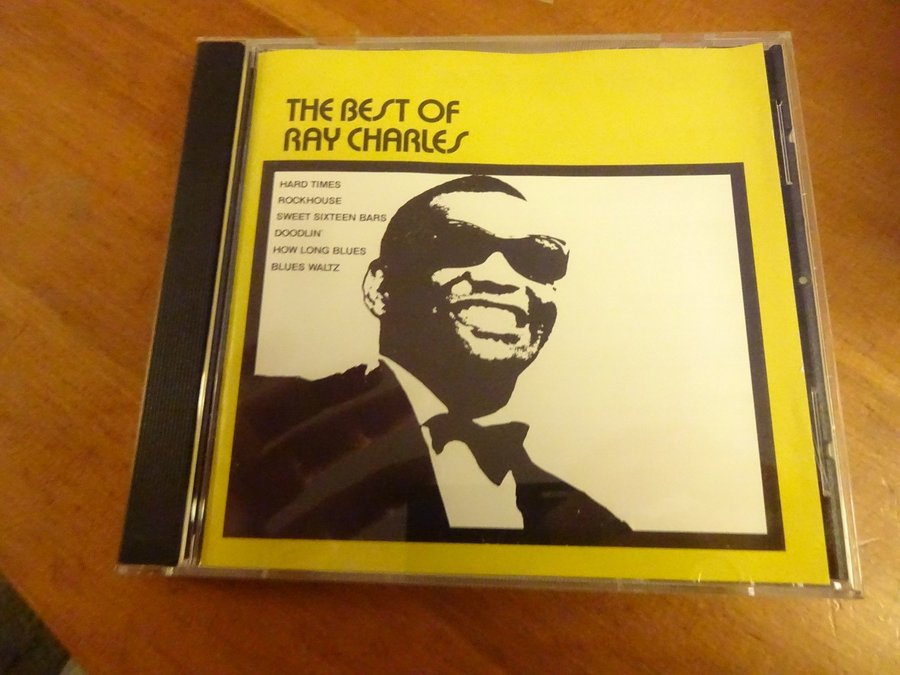 THE BEST OF
RAY CHARLES
HARD TIMES
ROCKHOUSE
SWEET SIXTEEN BARS
DOODLIN'
HOW LONG BLUES
BLUES WALTZ